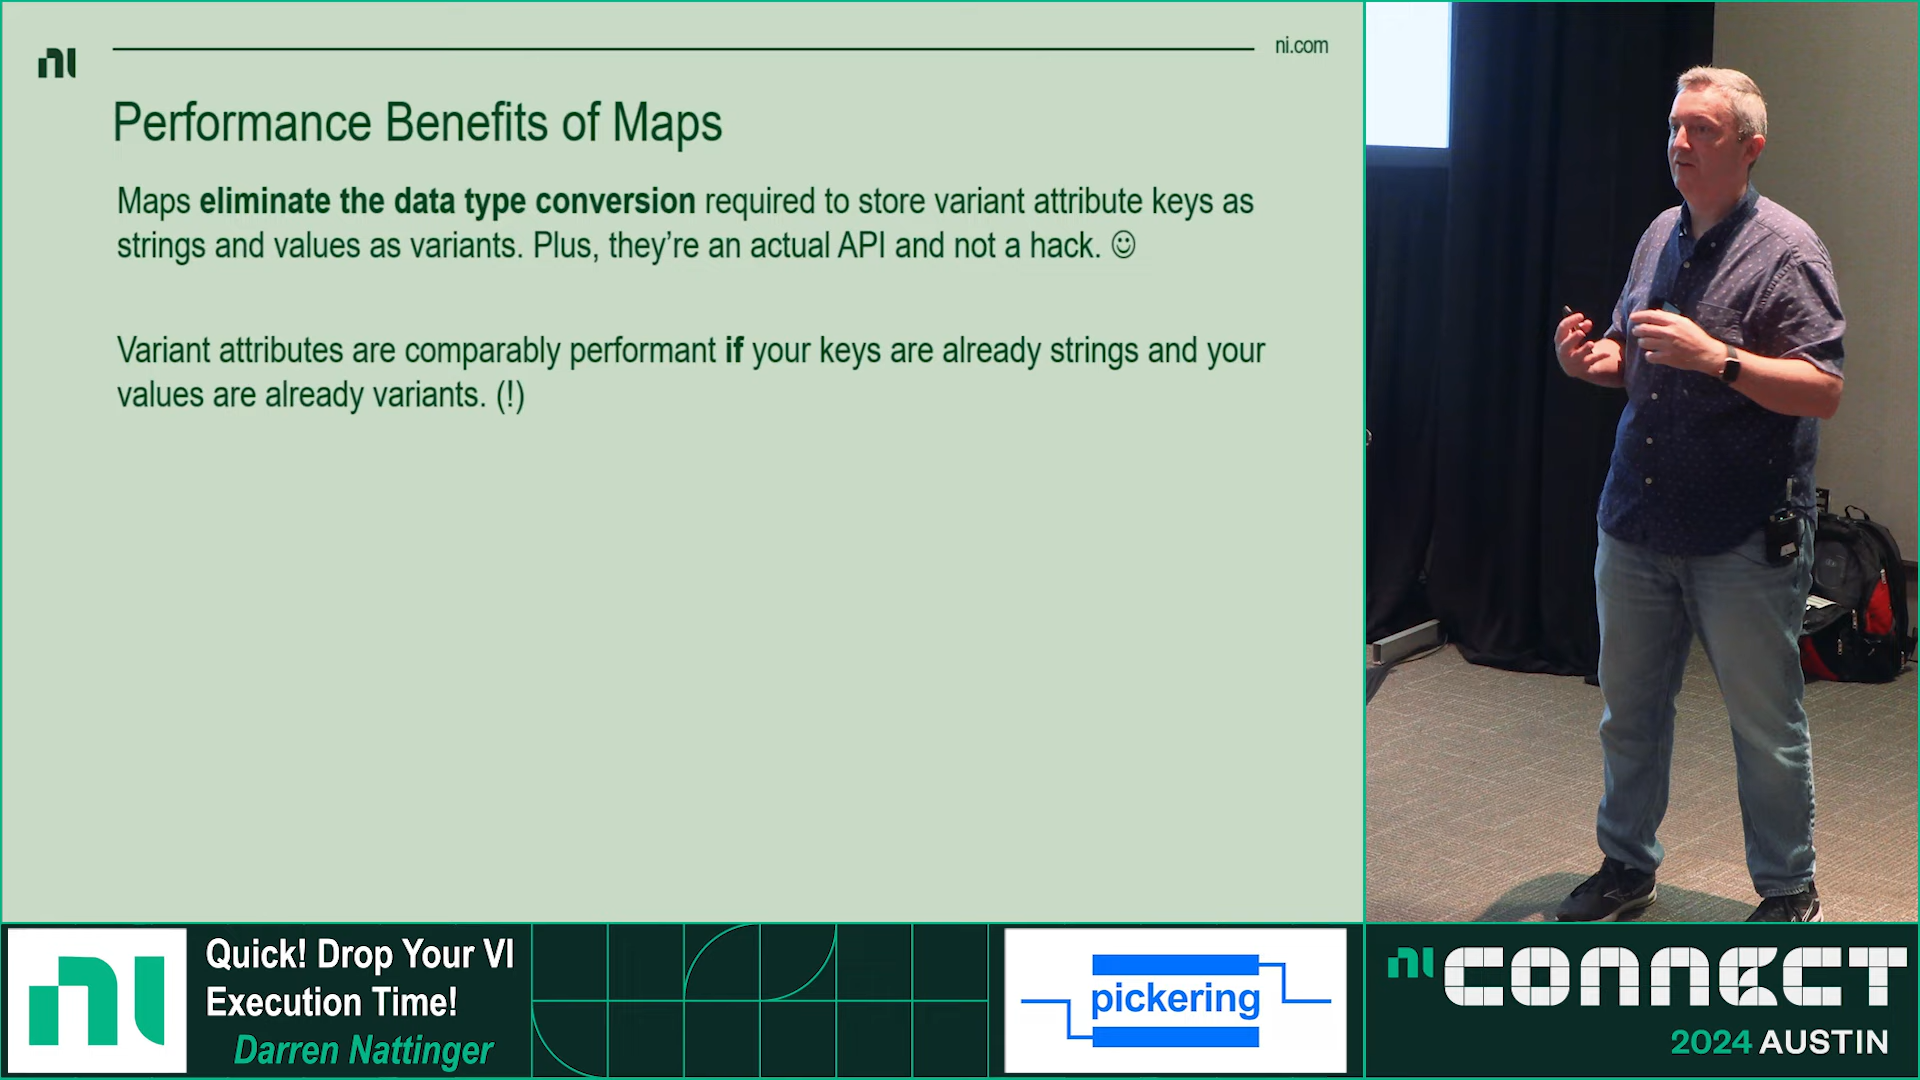 ni
ni.com
Performance Benefits of Maps
Maps eliminate the data type conversion required to store variant attribute keys as
strings and values as variants. Plus, they’re an actual API and not a hack. ☺
Variant attributes are comparably performant if your keys are already strings and your
values are already variants. (!)
ni
Quick! Drop Your VI
Execution Time!
Darren Nattinger
pickering
ni CONNECT
2024 AUSTIN